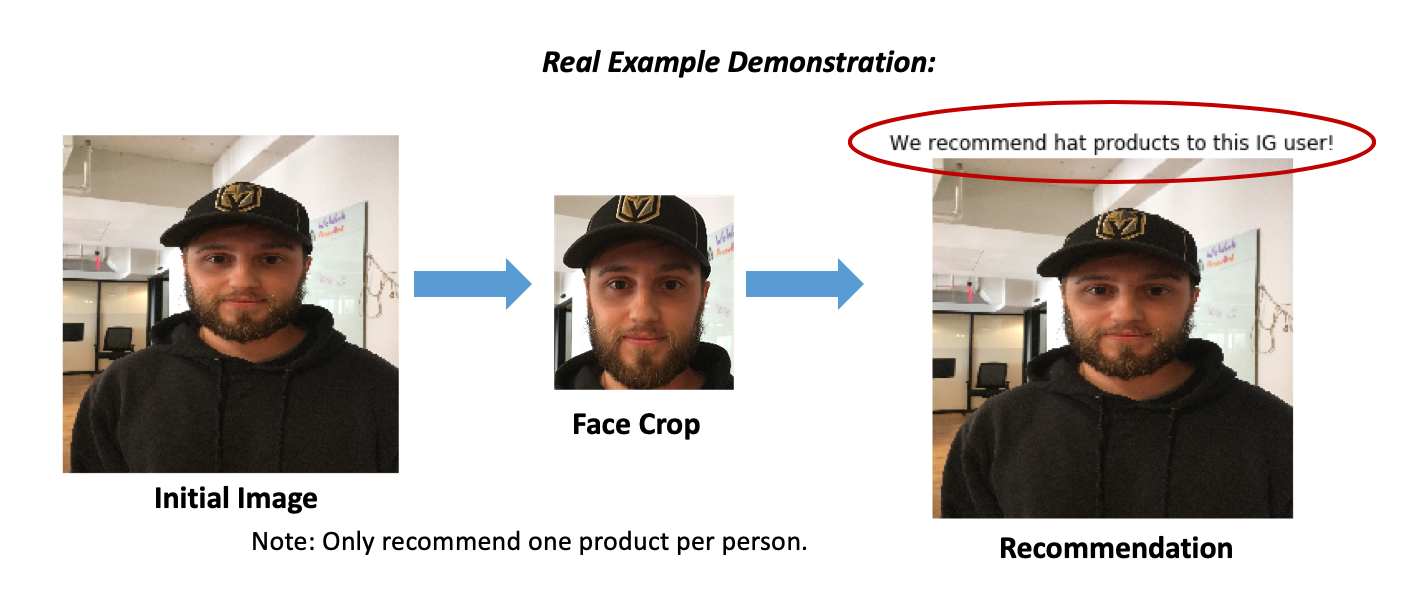 Real Example Demonstration:
We recommend hat products to this IG user!
Face Crop
Initial Image
Note: Only recommend one product per person.
Recommendation